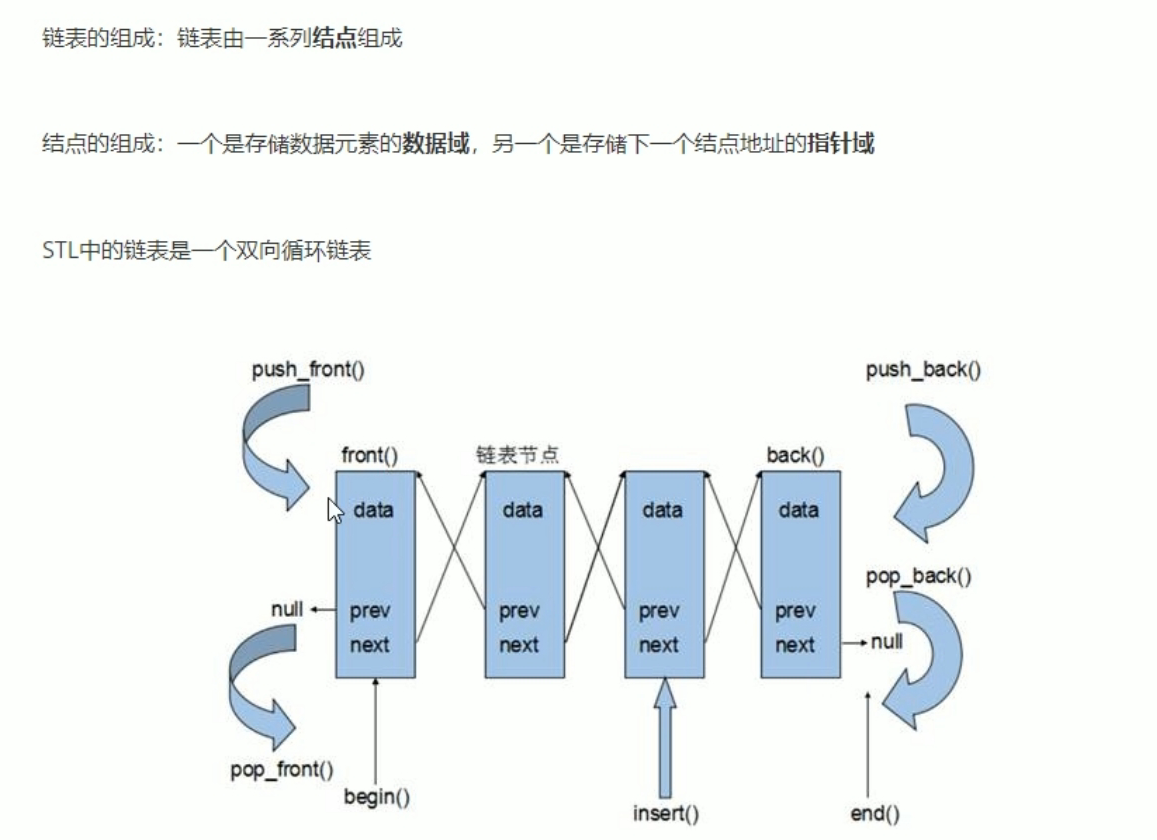 链表的组成：链表由一系列结点组成
结点的组成：一个是存储数据元素的数据域，另一个是存储下一个结点地址的指针域
STL中的链表是一个双向循环链表
push_front()
push_back()
front()
链表节点
back()
data
data
data
data
pop_back()
null
prev
prev
prev
prev
next
next
next
next
null
pop_front()
begin()
insert()
end()